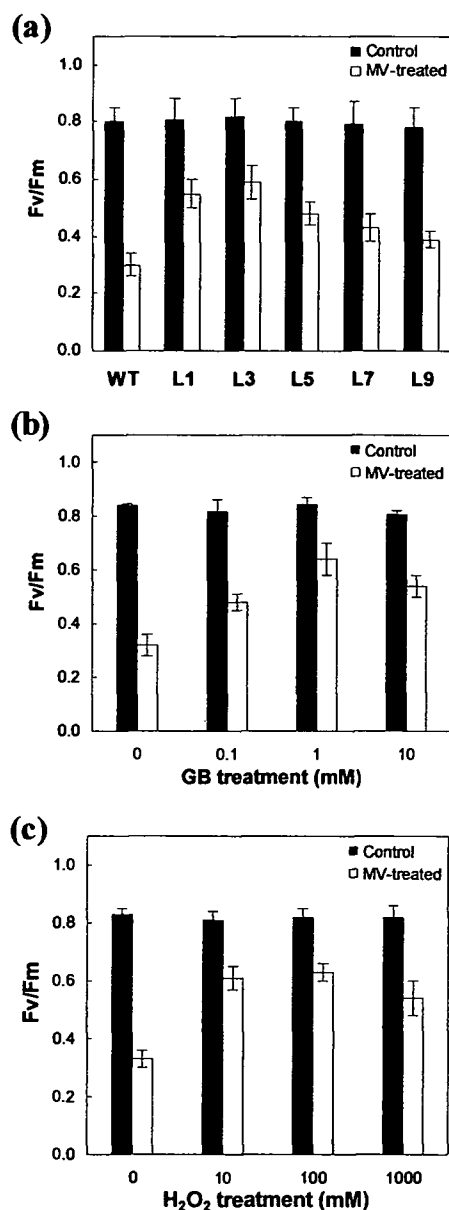 (a)
Control
MV-treated
1.0
0.8
0.6
0.4
0.2
0.0
Fv/Fm
WT L1 L3 L5 L7 L9
(b)
Control
MV-treated
1.0
0.8
0.6
0.4
0.2
0.0
Fv/Fm
0 0.1 1 10
GB treatment (mM)
(c)
Control
MV-treated
1.0
0.8
0.6
0.4
0.2
0.0
Fv/Fm
0 10 100 1000
H₂O₂ treatment (mM)